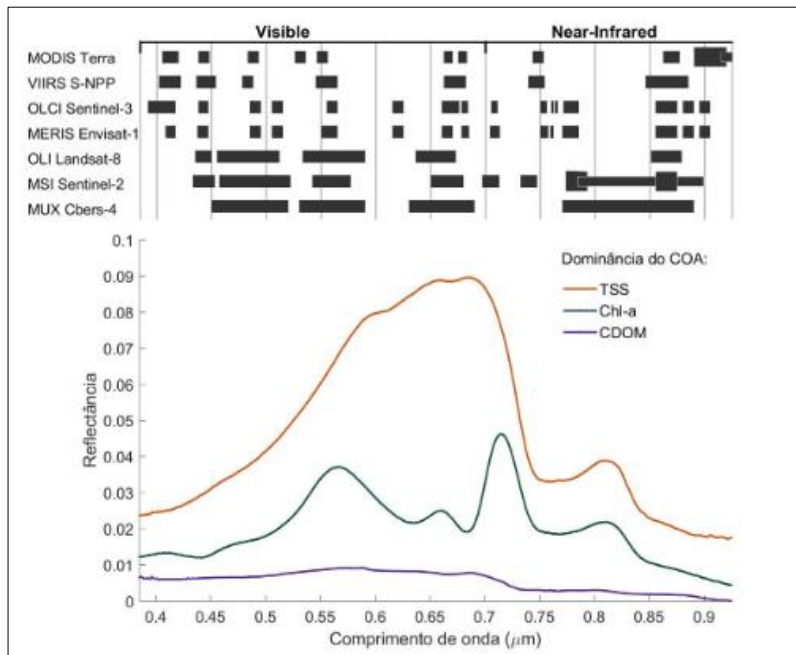 Visible Near-Infrared
MODIS Terra
VIIRS S-NPP
OLCI Sentinel-3
MERIS Envisat-1
OLI Landsat-8
MSI Sentinel-2
MUX Cbers-4
0.1
0.09
0.08
0.07
0.06
0.05
0.04
0.03
0.02
0.01
0
Reflectância
Dominância do COA:
TSS
Chl-a
CDOM
0.4 0.45 0.5 0.55 0.6 0.65 0.7 0.75 0.8 0.85 0.9
Comprimento de onda (μm)